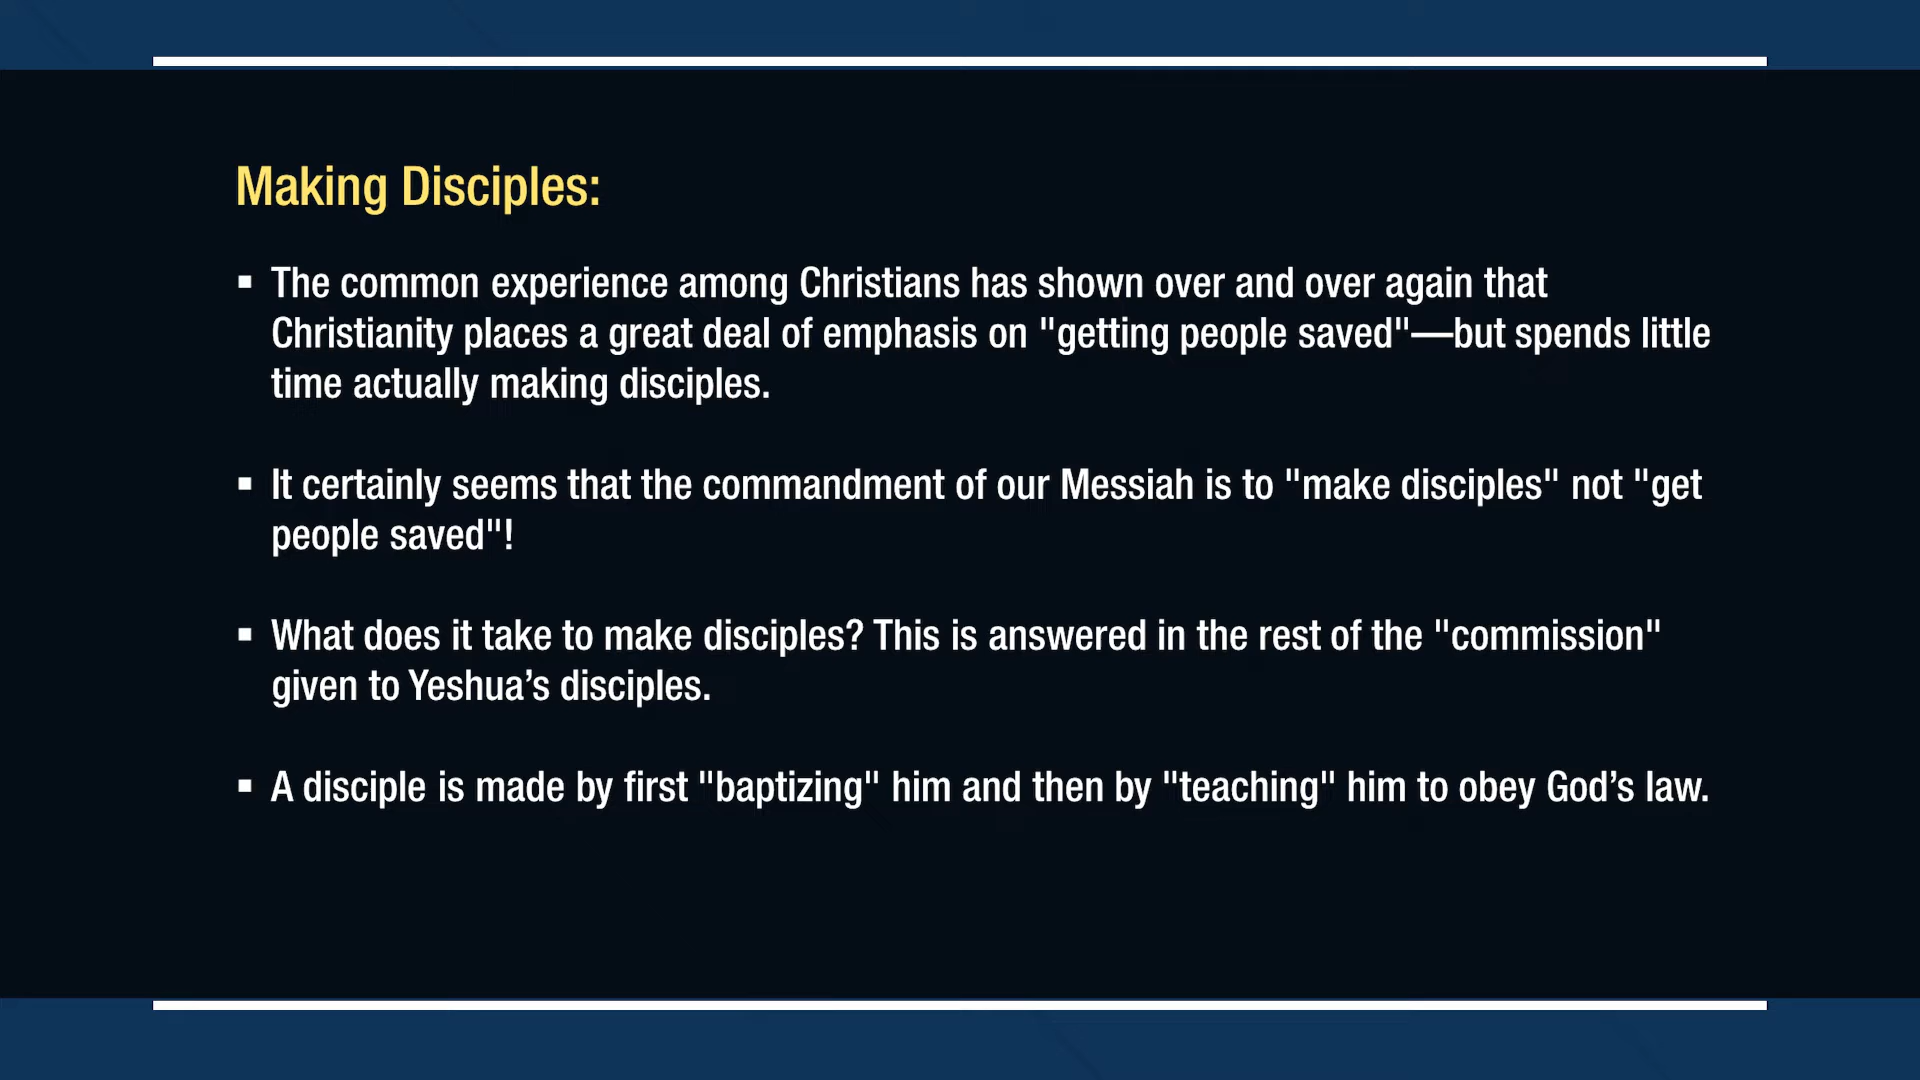 Making Disciples:
▪ The common experience among Christians has shown over and over again that
Christianity places a great deal of emphasis on "getting people saved"—but spends little
time actually making disciples.
▪ It certainly seems that the commandment of our Messiah is to "make disciples" not "get
people saved"!
▪ What does it take to make disciples? This is answered in the rest of the "commission"
given to Yeshua’s disciples.
▪ A disciple is made by first "baptizing" him and then by "teaching" him to obey God’s law.